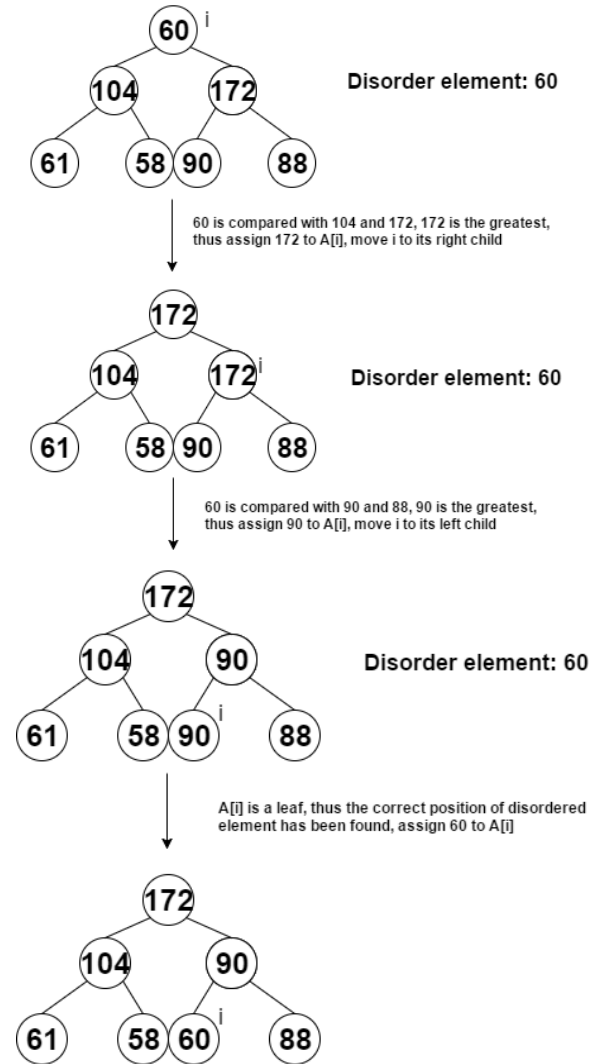 60 i
104 172
Disorder element: 60
61 58 90 88
60 is compared with 104 and 172, 172 is the greatest,
thus assign 172 to A[i], move i to its right child
172
104 172 i
Disorder element: 60
61 58 90 88
60 is compared with 90 and 88, 90 is the greatest,
thus assign 90 to A[i], move i to its left child
172
104 90
Disorder element: 60
61 58 90 i 88
A[i] is a leaf, thus the correct position of disordered
element has been found, assign 60 to A[i]
172
104 90
61 58 60 i 88